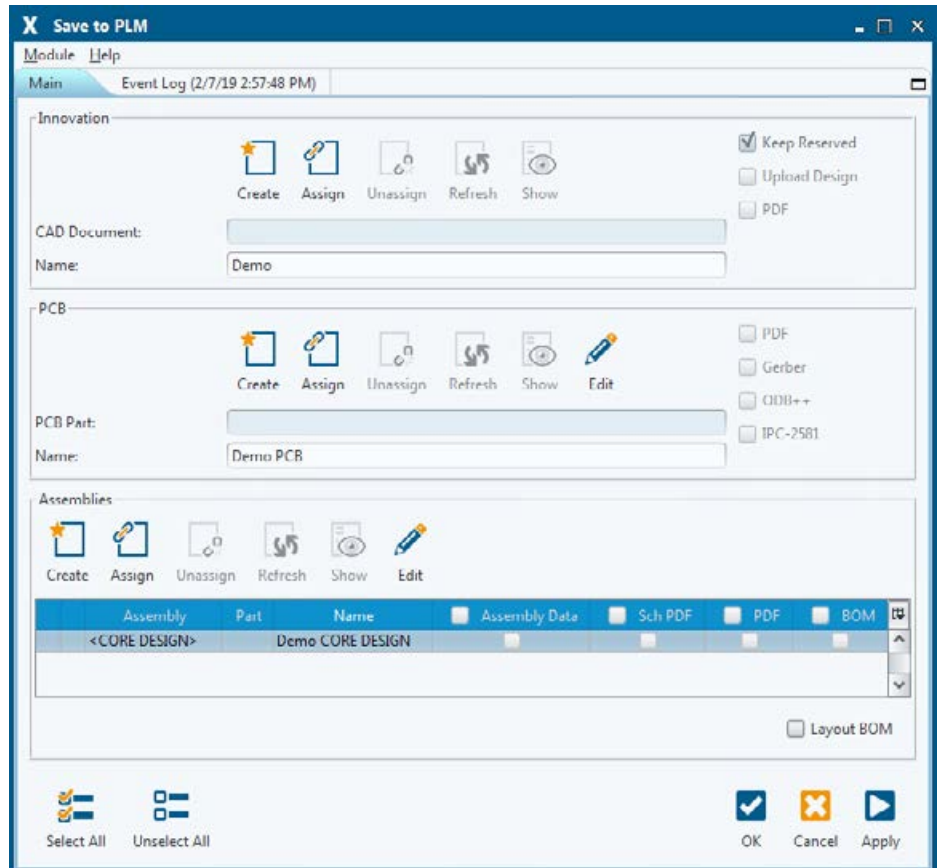 X Save to PLM
Module Help
Main Event Log (2/7/19 2:57:48 PM)
Innovation
Keep Reserved
Upload Design
PDF
Create Assign Unassign Refresh Show
CAD Document:
Name: Demo
PCB
PDF
Gerber
ODB++
IPC-2581
Create Assign Unassign Refresh Show Edit
PCB Part:
Name: Demo PCB
Assemblies
Create Assign Unassign Refresh Show Edit
Assembly Part Name Assembly Data Sch PDF PDF BOM
<CORE DESIGN> Demo CORE DESIGN
Layout BOM
Select All Unselect All OK Cancel Apply